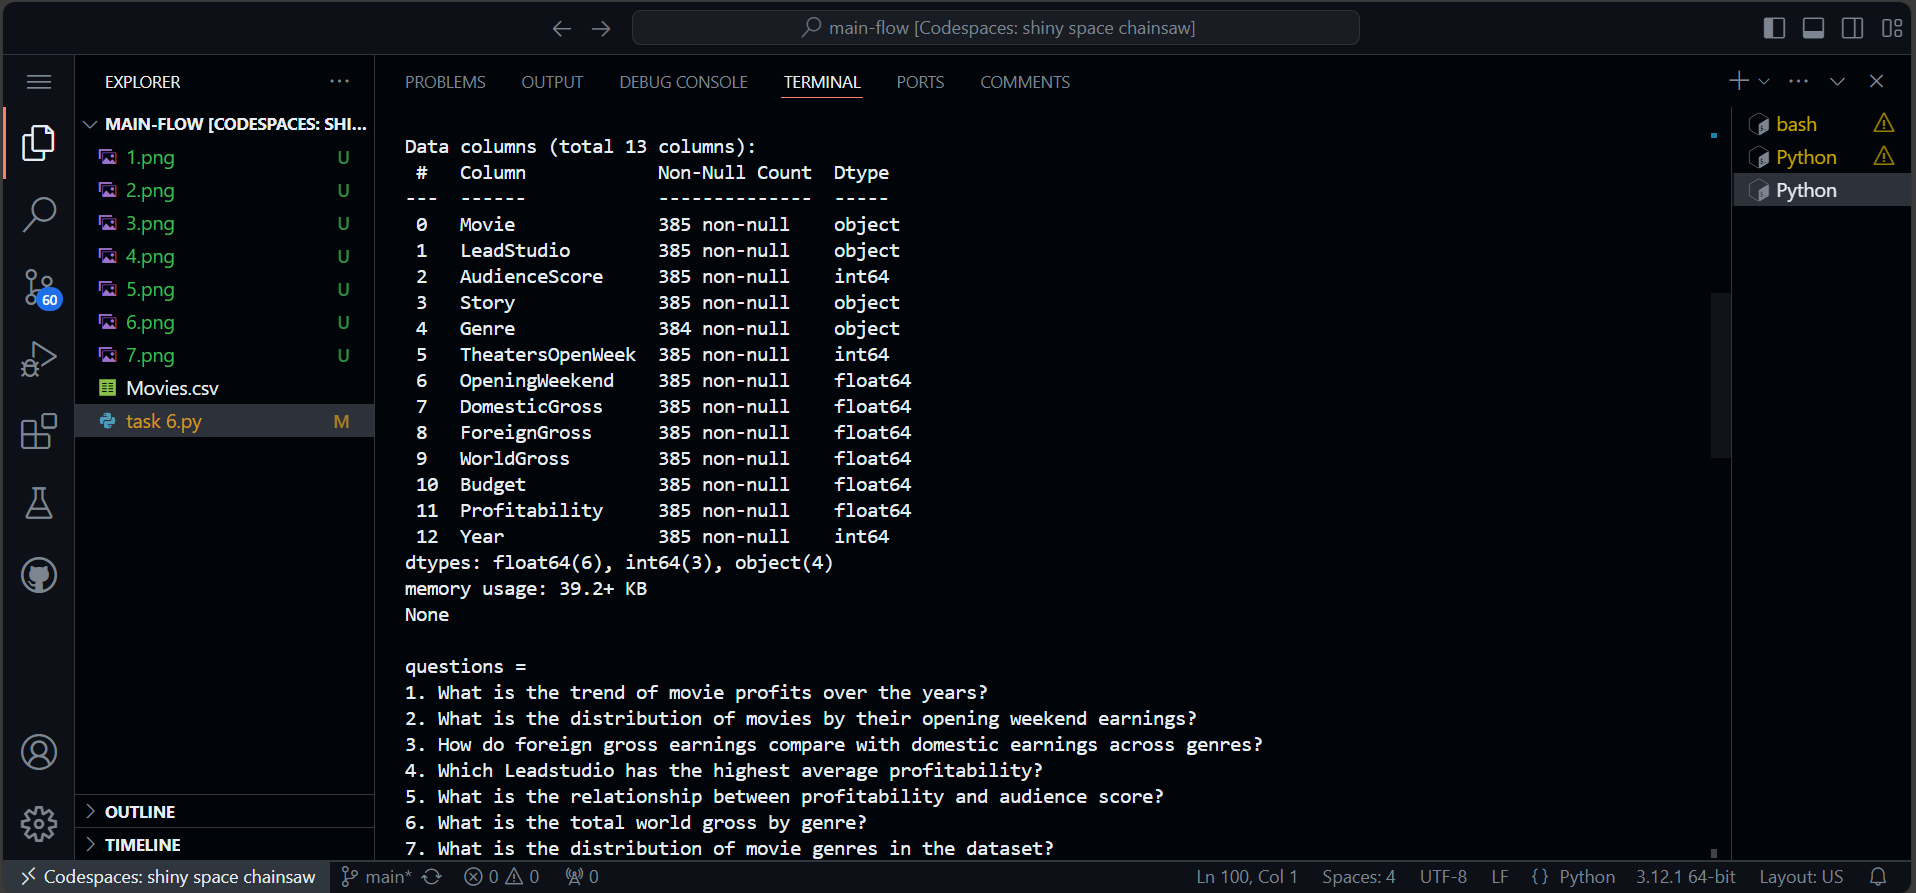 main-flow [Codespaces: shiny space chainsaw]
EXPLORER
MAIN-FLOW [CODESPACES: SHI...
1.png U
2.png U
3.png U
4.png U
5.png U
6.png U
7.png U
Movies.csv
task 6.py M
60
OUTLINE
TIMELINE
PROBLEMS OUTPUT DEBUG CONSOLE TERMINAL PORTS COMMENTS
Data columns (total 13 columns):
# Column Non-Null Count Dtype
--- ------ -------------- -----
0 Movie 385 non-null object
1 LeadStudio 385 non-null object
2 AudienceScore 385 non-null int64
3 Story 385 non-null object
4 Genre 384 non-null object
5 TheatersOpenWeek 385 non-null int64
6 OpeningWeekend 385 non-null float64
7 DomesticGross 385 non-null float64
8 ForeignGross 385 non-null float64
9 WorldGross 385 non-null float64
10 Budget 385 non-null float64
11 Profitability 385 non-null float64
12 Year 385 non-null int64
dtypes: float64(6), int64(3), object(4)
memory usage: 39.2+ KB
None
questions =
1. What is the trend of movie profits over the years?
2. What is the distribution of movies by their opening weekend earnings?
3. How do foreign gross earnings compare with domestic earnings across genres?
4. Which Leadstudio has the highest average profitability?
5. What is the relationship between profitability and audience score?
6. What is the total world gross by genre?
7. What is the distribution of movie genres in the dataset?
bash
Python
Python
Codespaces: shiny space chainsaw main* 0 0 0 Ln 100, Col 1 Spaces: 4 UTF-8 LF {} Python 3.12.1 64-bit Layout: US